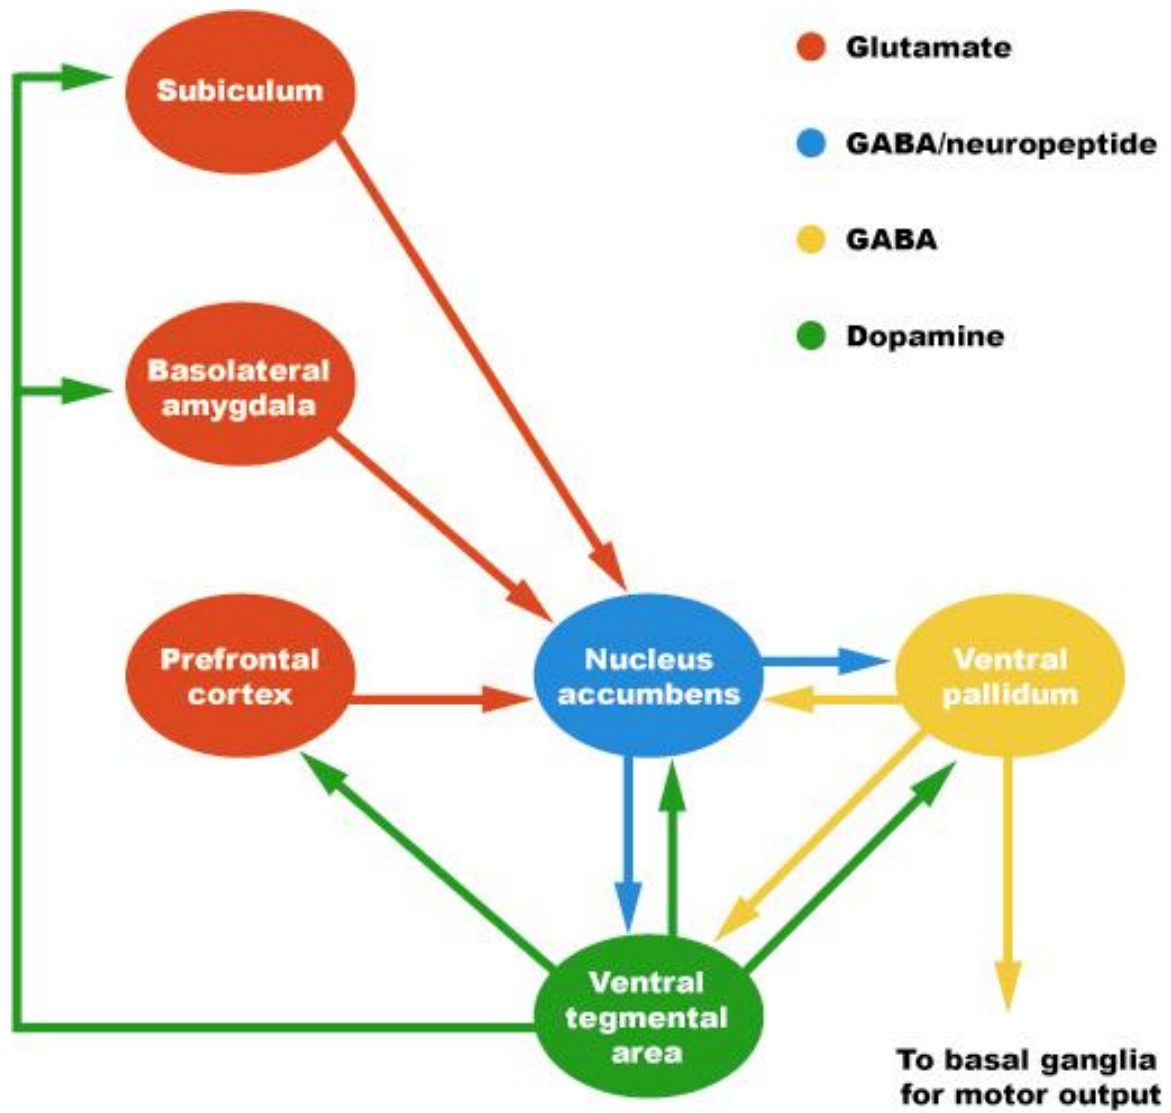 Subiculum
Glutamate
GABA/neuropeptide
GABA
Dopamine
Basolateral
amygdala
Prefrontal
cortex
Nucleus
accumbens
Ventral
pallidum
Ventral
tegmental
area
To basal ganglia
for motor output